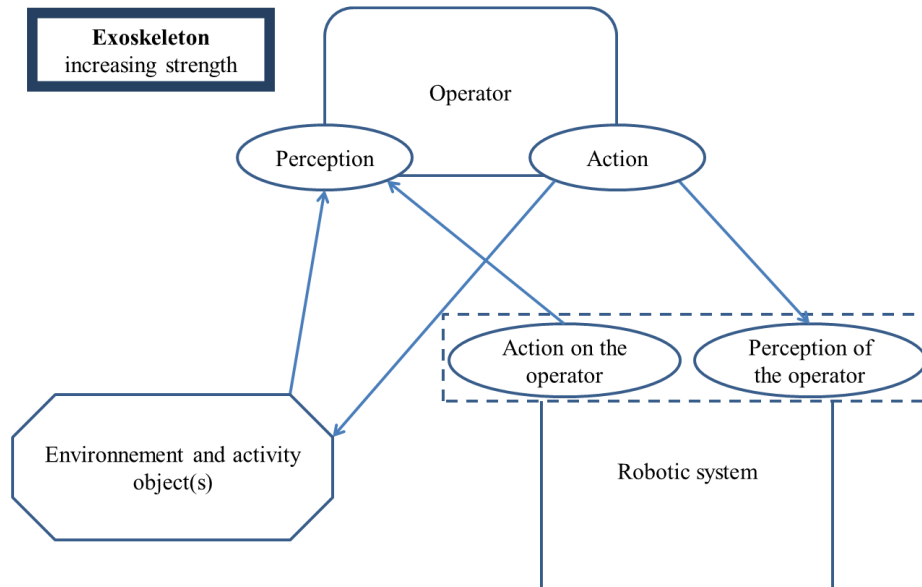 Exoskeleton
increasing strength
Operator
Perception
Action
Action on the
operator
Perception of
the operator
Environnement and activity
object(s)
Robotic system